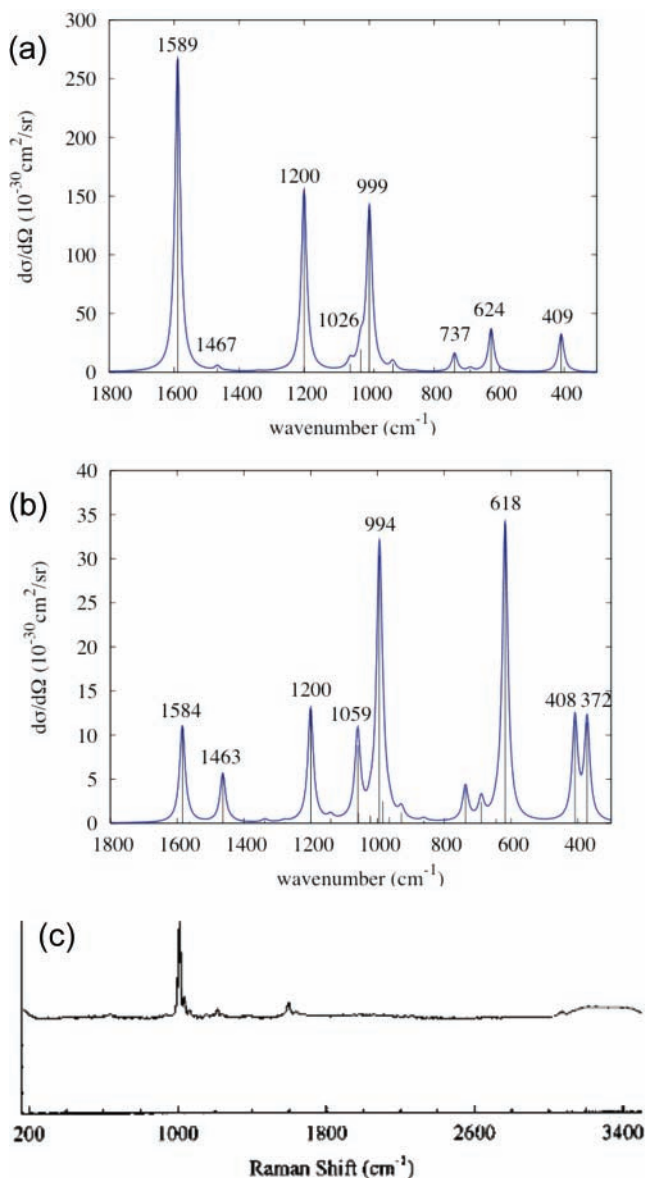 (a)
300
250
200
150
100
50
0
dσ/dΩ (10⁻³⁰cm²/sr)
1589
1467
1200
1026
999
737
624
409
1800 1600 1400 1200 1000 800 600 400
wavenumber (cm⁻¹)
(b)
40
35
30
25
20
15
10
5
0
dσ/dΩ (10⁻³⁰cm²/sr)
1584
1463
1200
1059
994
618
408 372
1800 1600 1400 1200 1000 800 600 400
wavenumber (cm⁻¹)
(c)
200 1000 1800 2600 3400
Raman Shift (cm⁻¹)